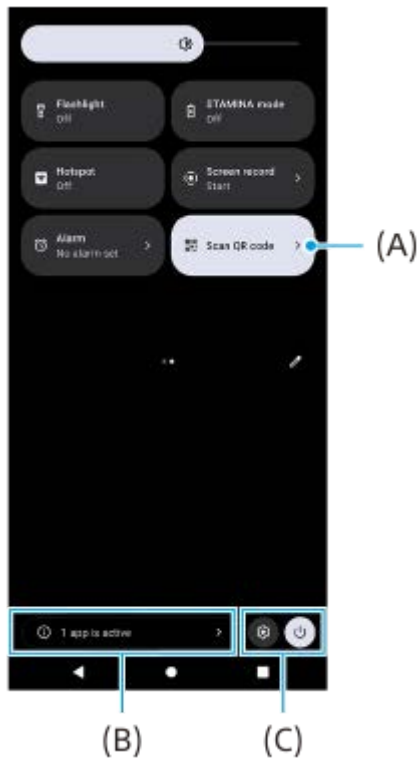 Flashlight
Off
STAMINA mode
Off
Hotspot
Off
Screen record
Start
Alarm
No alarm set
Scan QR code
(A)
1 app is active
(B)
(C)